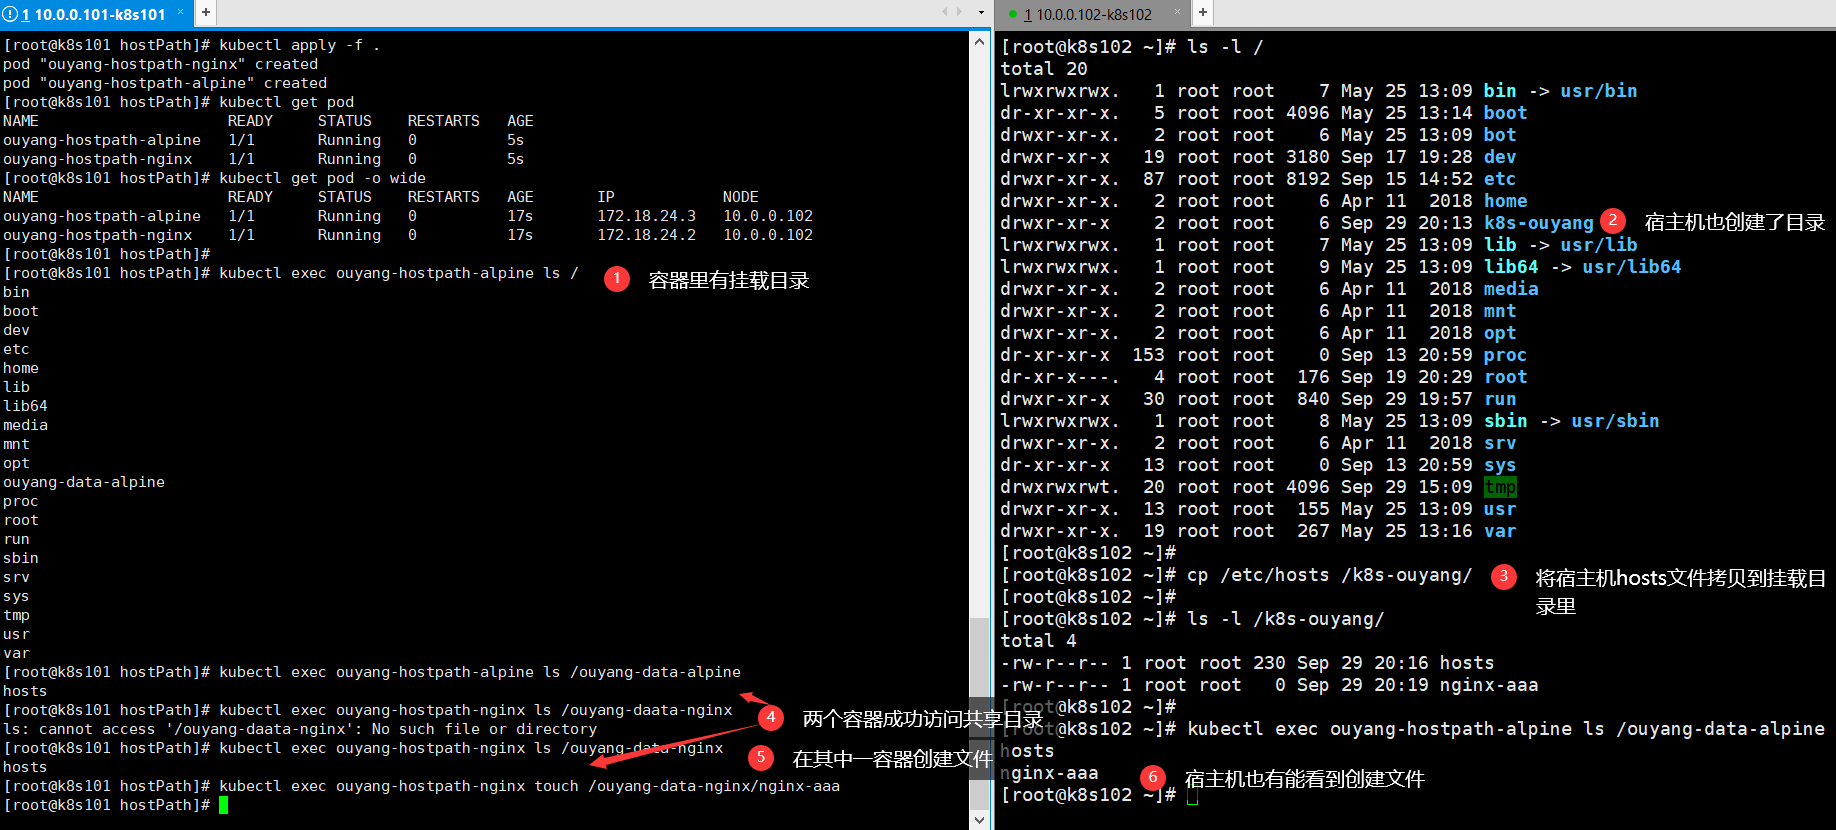 1 10.0.0.101-k8s101 × +
[root@k8s101 hostPath]# kubectl apply -f .
pod "ouyang-hostpath-nginx" created
pod "ouyang-hostpath-alpine" created
[root@k8s101 hostPath]# kubectl get pod
NAME READY STATUS RESTARTS AGE
ouyang-hostpath-alpine 1/1 Running 0 5s
ouyang-hostpath-nginx 1/1 Running 0 5s
[root@k8s101 hostPath]# kubectl get pod -o wide
NAME READY STATUS RESTARTS AGE IP NODE
ouyang-hostpath-alpine 1/1 Running 0 17s 172.18.24.3 10.0.0.102
ouyang-hostpath-nginx 1/1 Running 0 17s 172.18.24.2 10.0.0.102
[root@k8s101 hostPath]#
[root@k8s101 hostPath]# kubectl exec ouyang-hostpath-alpine ls /
1 容器里有挂载目录
bin
boot
dev
etc
home
lib
lib64
media
mnt
opt
ouyang-data-alpine
proc
root
run
sbin
srv
sys
tmp
usr
var
[root@k8s101 hostPath]# kubectl exec ouyang-hostpath-alpine ls /ouyang-data-alpine
hosts
[root@k8s101 hostPath]# kubectl exec ouyang-hostpath-nginx ls /ouyang-daata-nginx
4 两个容器成功访问共享目录
ls: cannot access '/ouyang-daata-nginx': No such file or directory
[root@k8s101 hostPath]# kubectl exec ouyang-hostpath-nginx ls /ouyang-data-nginx
5 在其中一容器创建文件
hosts
[root@k8s101 hostPath]# kubectl exec ouyang-hostpath-nginx touch /ouyang-data-nginx/nginx-aaa
[root@k8s101 hostPath]#
1 10.0.0.102-k8s102 × +
[root@k8s102 ~]# ls -l /
total 20
lrwxrwxrwx. 1 root root 7 May 25 13:09 bin -> usr/bin
dr-xr-xr-x. 5 root root 4096 May 25 13:14 boot
drwxr-xr-x. 2 root root 6 May 25 13:09 bot
drwxr-xr-x 19 root root 3180 Sep 17 19:28 dev
drwxr-xr-x. 87 root root 8192 Sep 15 14:52 etc
drwxr-xr-x. 2 root root 6 Apr 11 2018 home
drwxr-xr-x 2 root root 6 Sep 29 20:13 k8s-ouyang
2 宿主机也创建了目录
lrwxrwxrwx. 1 root root 7 May 25 13:09 lib -> usr/lib
lrwxrwxrwx. 1 root root 9 May 25 13:09 lib64 -> usr/lib64
drwxr-xr-x. 2 root root 6 Apr 11 2018 media
drwxr-xr-x. 2 root root 6 Apr 11 2018 mnt
drwxr-xr-x. 2 root root 6 Apr 11 2018 opt
dr-xr-xr-x 153 root root 0 Sep 13 20:59 proc
dr-xr-x---. 4 root root 176 Sep 19 20:29 root
drwxr-xr-x 30 root root 840 Sep 29 19:57 run
lrwxrwxrwx. 1 root root 8 May 25 13:09 sbin -> usr/sbin
drwxr-xr-x. 2 root root 6 Apr 11 2018 srv
dr-xr-xr-x 13 root root 0 Sep 13 20:59 sys
drwxrwxrwt. 20 root root 4096 Sep 29 15:09 tmp
drwxr-xr-x. 13 root root 155 May 25 13:09 usr
drwxr-xr-x. 19 root root 267 May 25 13:16 var
[root@k8s102 ~]#
[root@k8s102 ~]# cp /etc/hosts /k8s-ouyang/
3 将宿主机hosts文件拷贝到挂载目
录里
[root@k8s102 ~]#
[root@k8s102 ~]# ls -l /k8s-ouyang/
total 4
-rw-r--r-- 1 root root 230 Sep 29 20:16 hosts
-rw-r--r-- 1 root root 0 Sep 29 20:19 nginx-aaa
[root@k8s102 ~]#
[root@k8s102 ~]# kubectl exec ouyang-hostpath-alpine ls /ouyang-data-alpine
hosts
nginx-aaa
6 宿主机也有能看到创建文件
[root@k8s102 ~]#